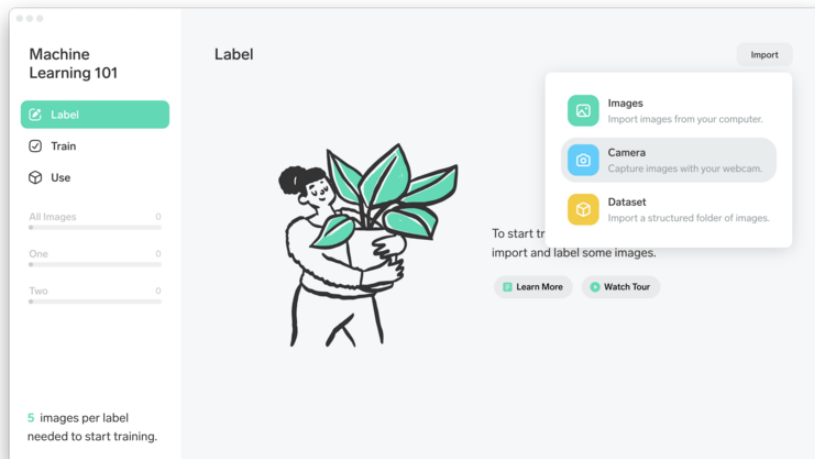 Machine
Learning 101
Label
Train
Use
All Images 0
One 0
Two 0
5 images per label
needed to start training.
Label
Import
Images
Import images from your computer.
Camera
Capture images with your webcam.
Dataset
Import a structured folder of images.
To start
import and label some images.
Learn More
Watch Tour